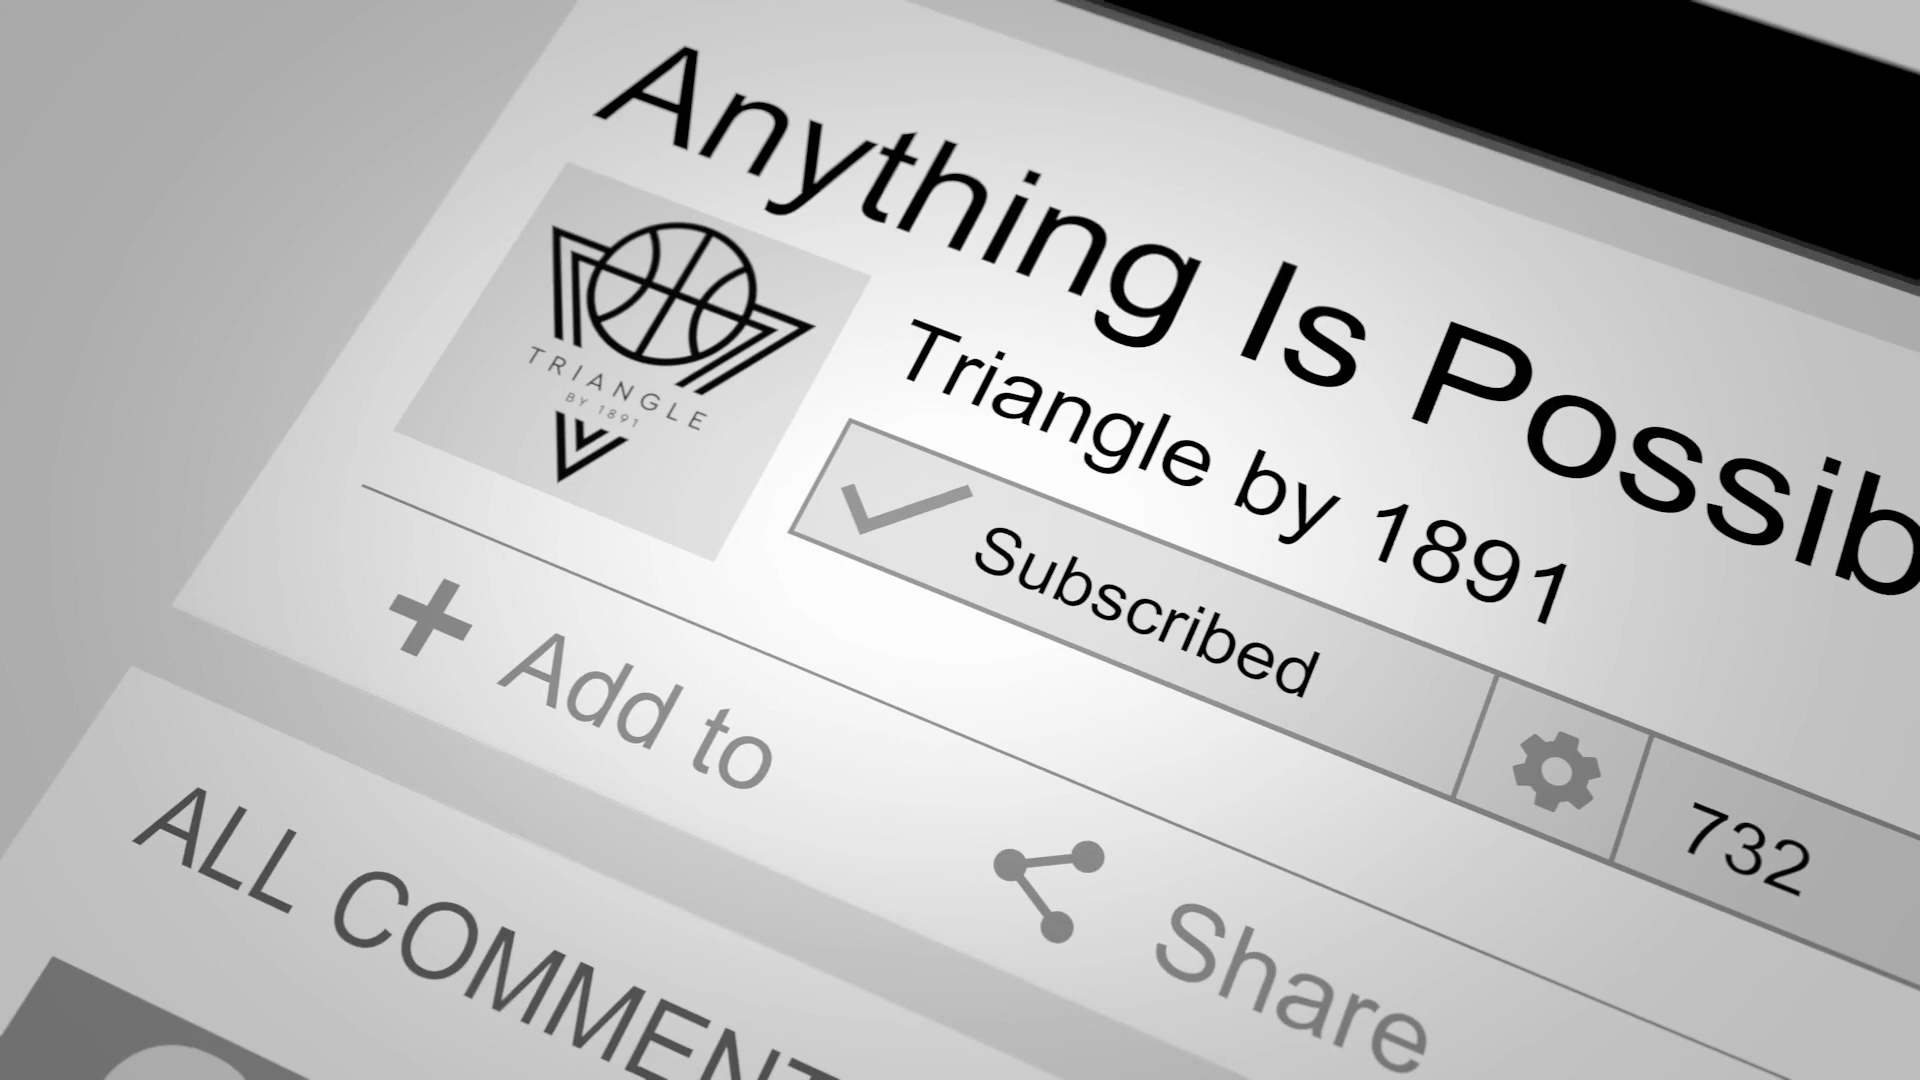 Anything Is Possib
TRIANGLE
BY 1891
Triangle by 1891
Subscribed
732
Add to
Share
ALL COMMENT